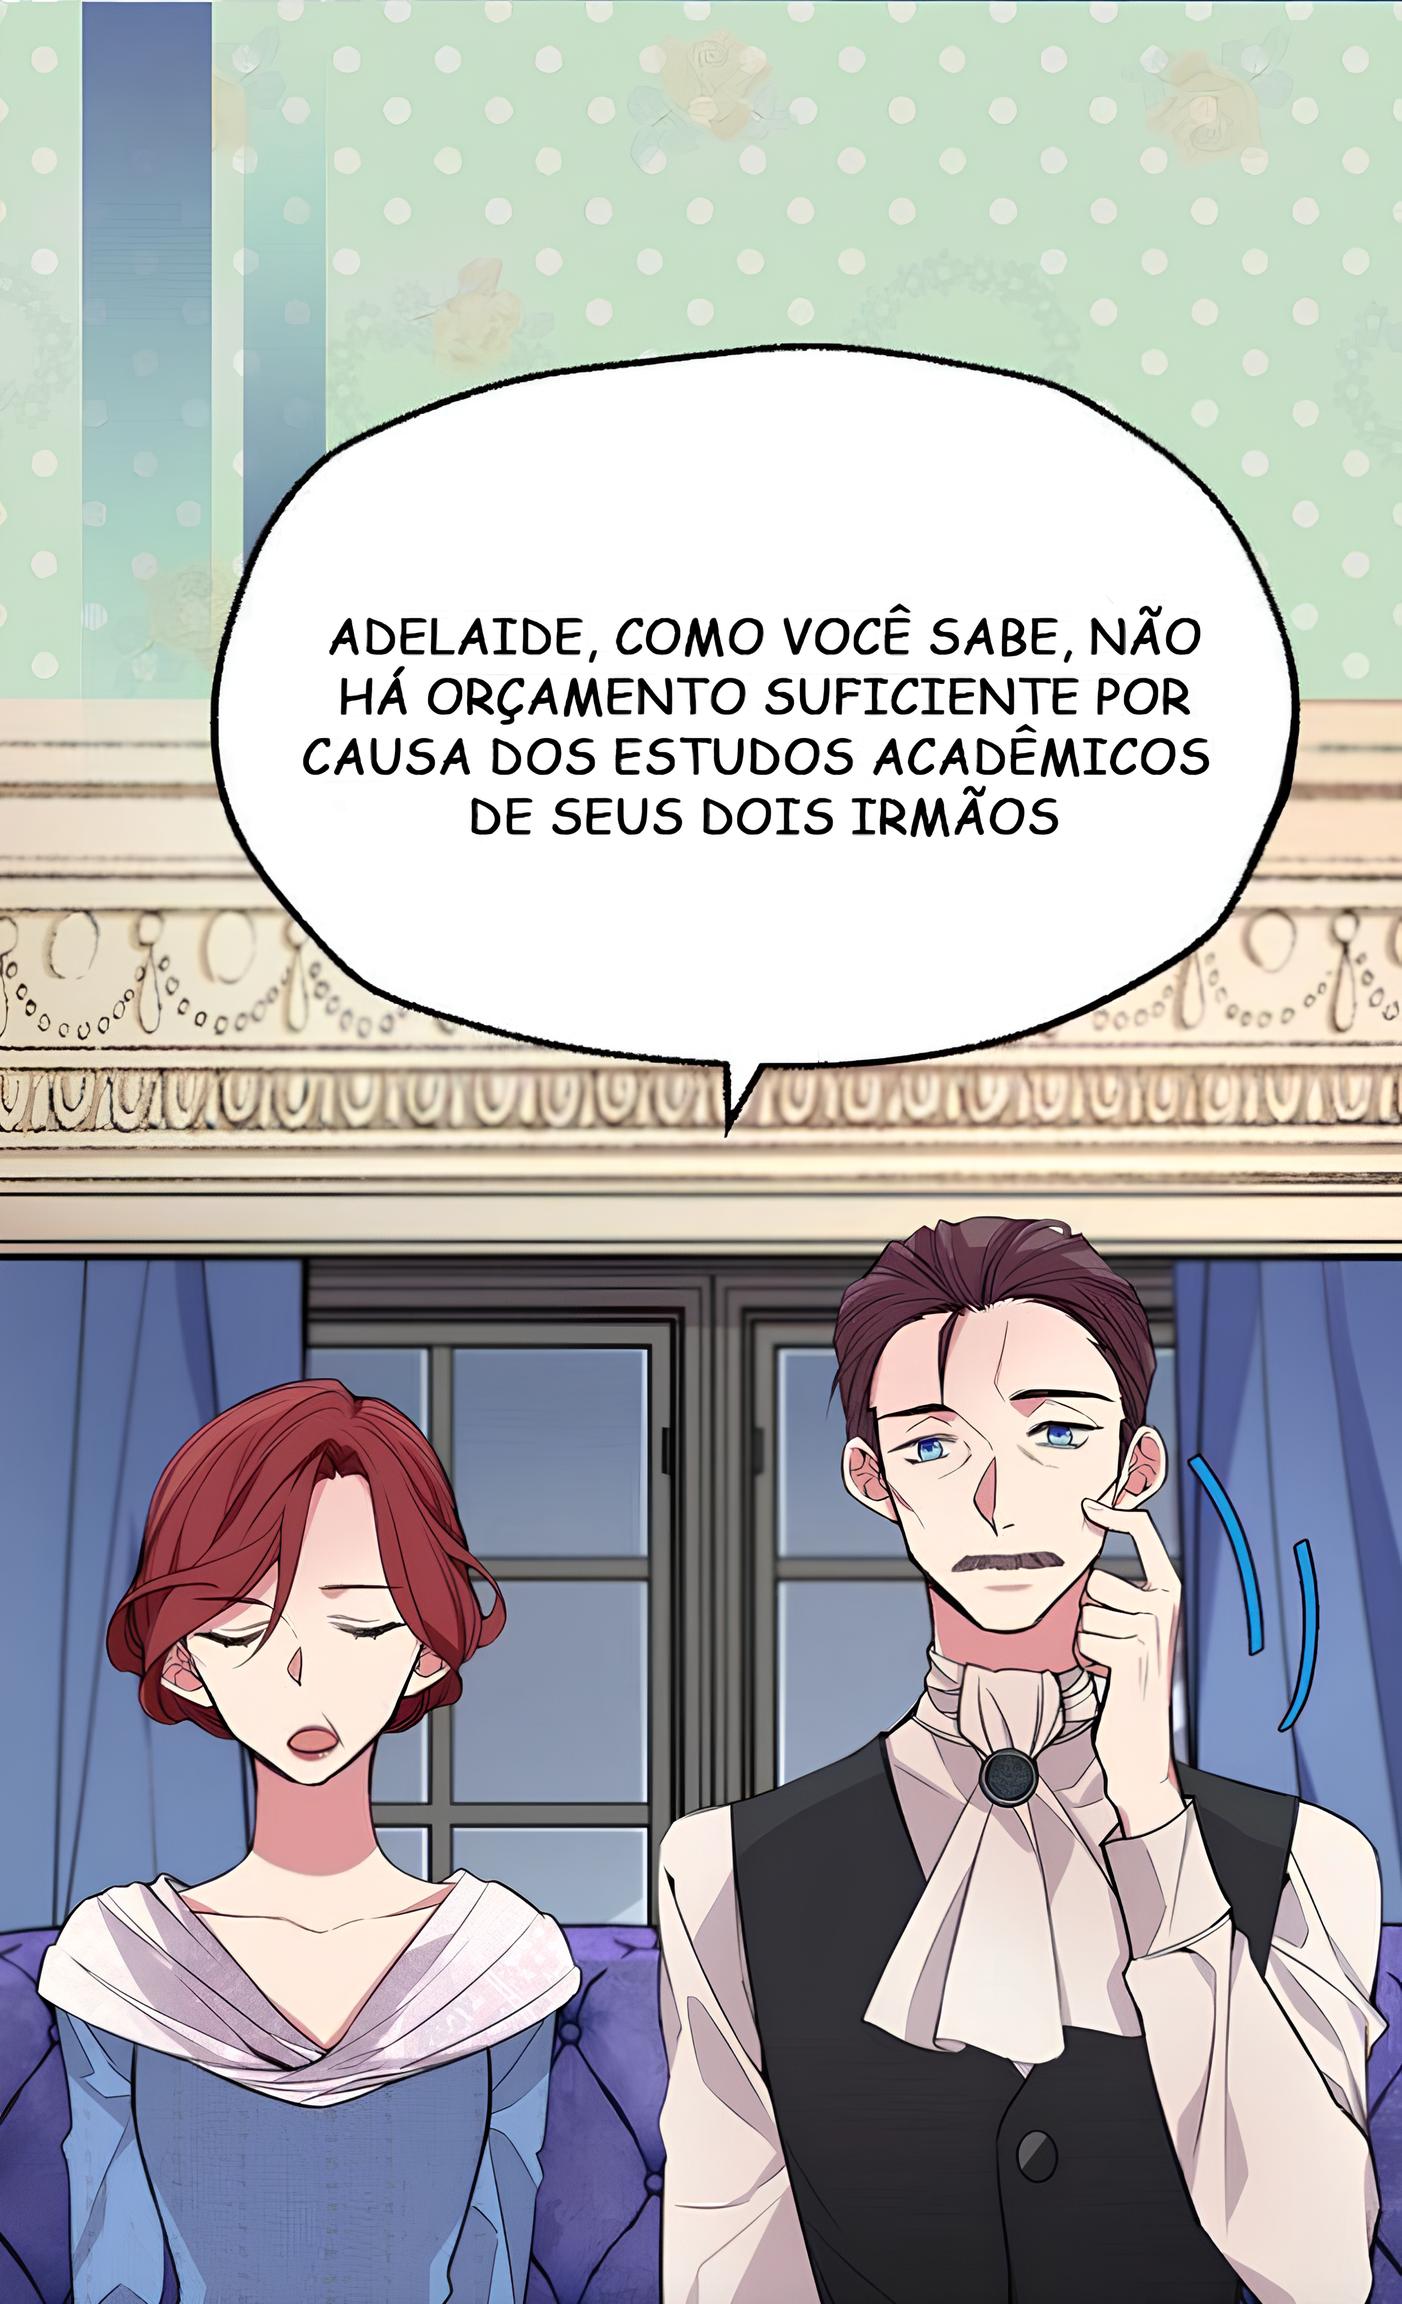 ADELAIDE, COMO VOCÊ SABE, NÃO
HÁ ORÇAMENTO SUFICIENTE POR
CAUSA DOS ESTUDOS ACADÊMICOS
DE SEUS DOIS IRMÃOS